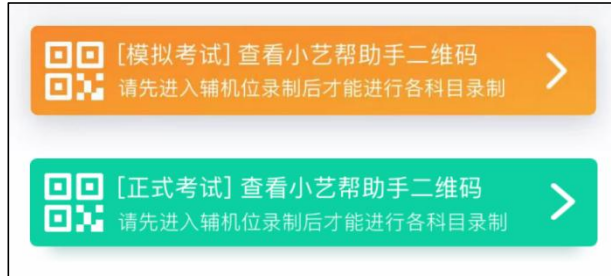 [模拟考试] 查看小艺帮助手二维码
请先进入辅机位录制后才能进行各科目录制
[正式考试] 查看小艺帮助手二维码
请先进入辅机位录制后才能进行各科目录制